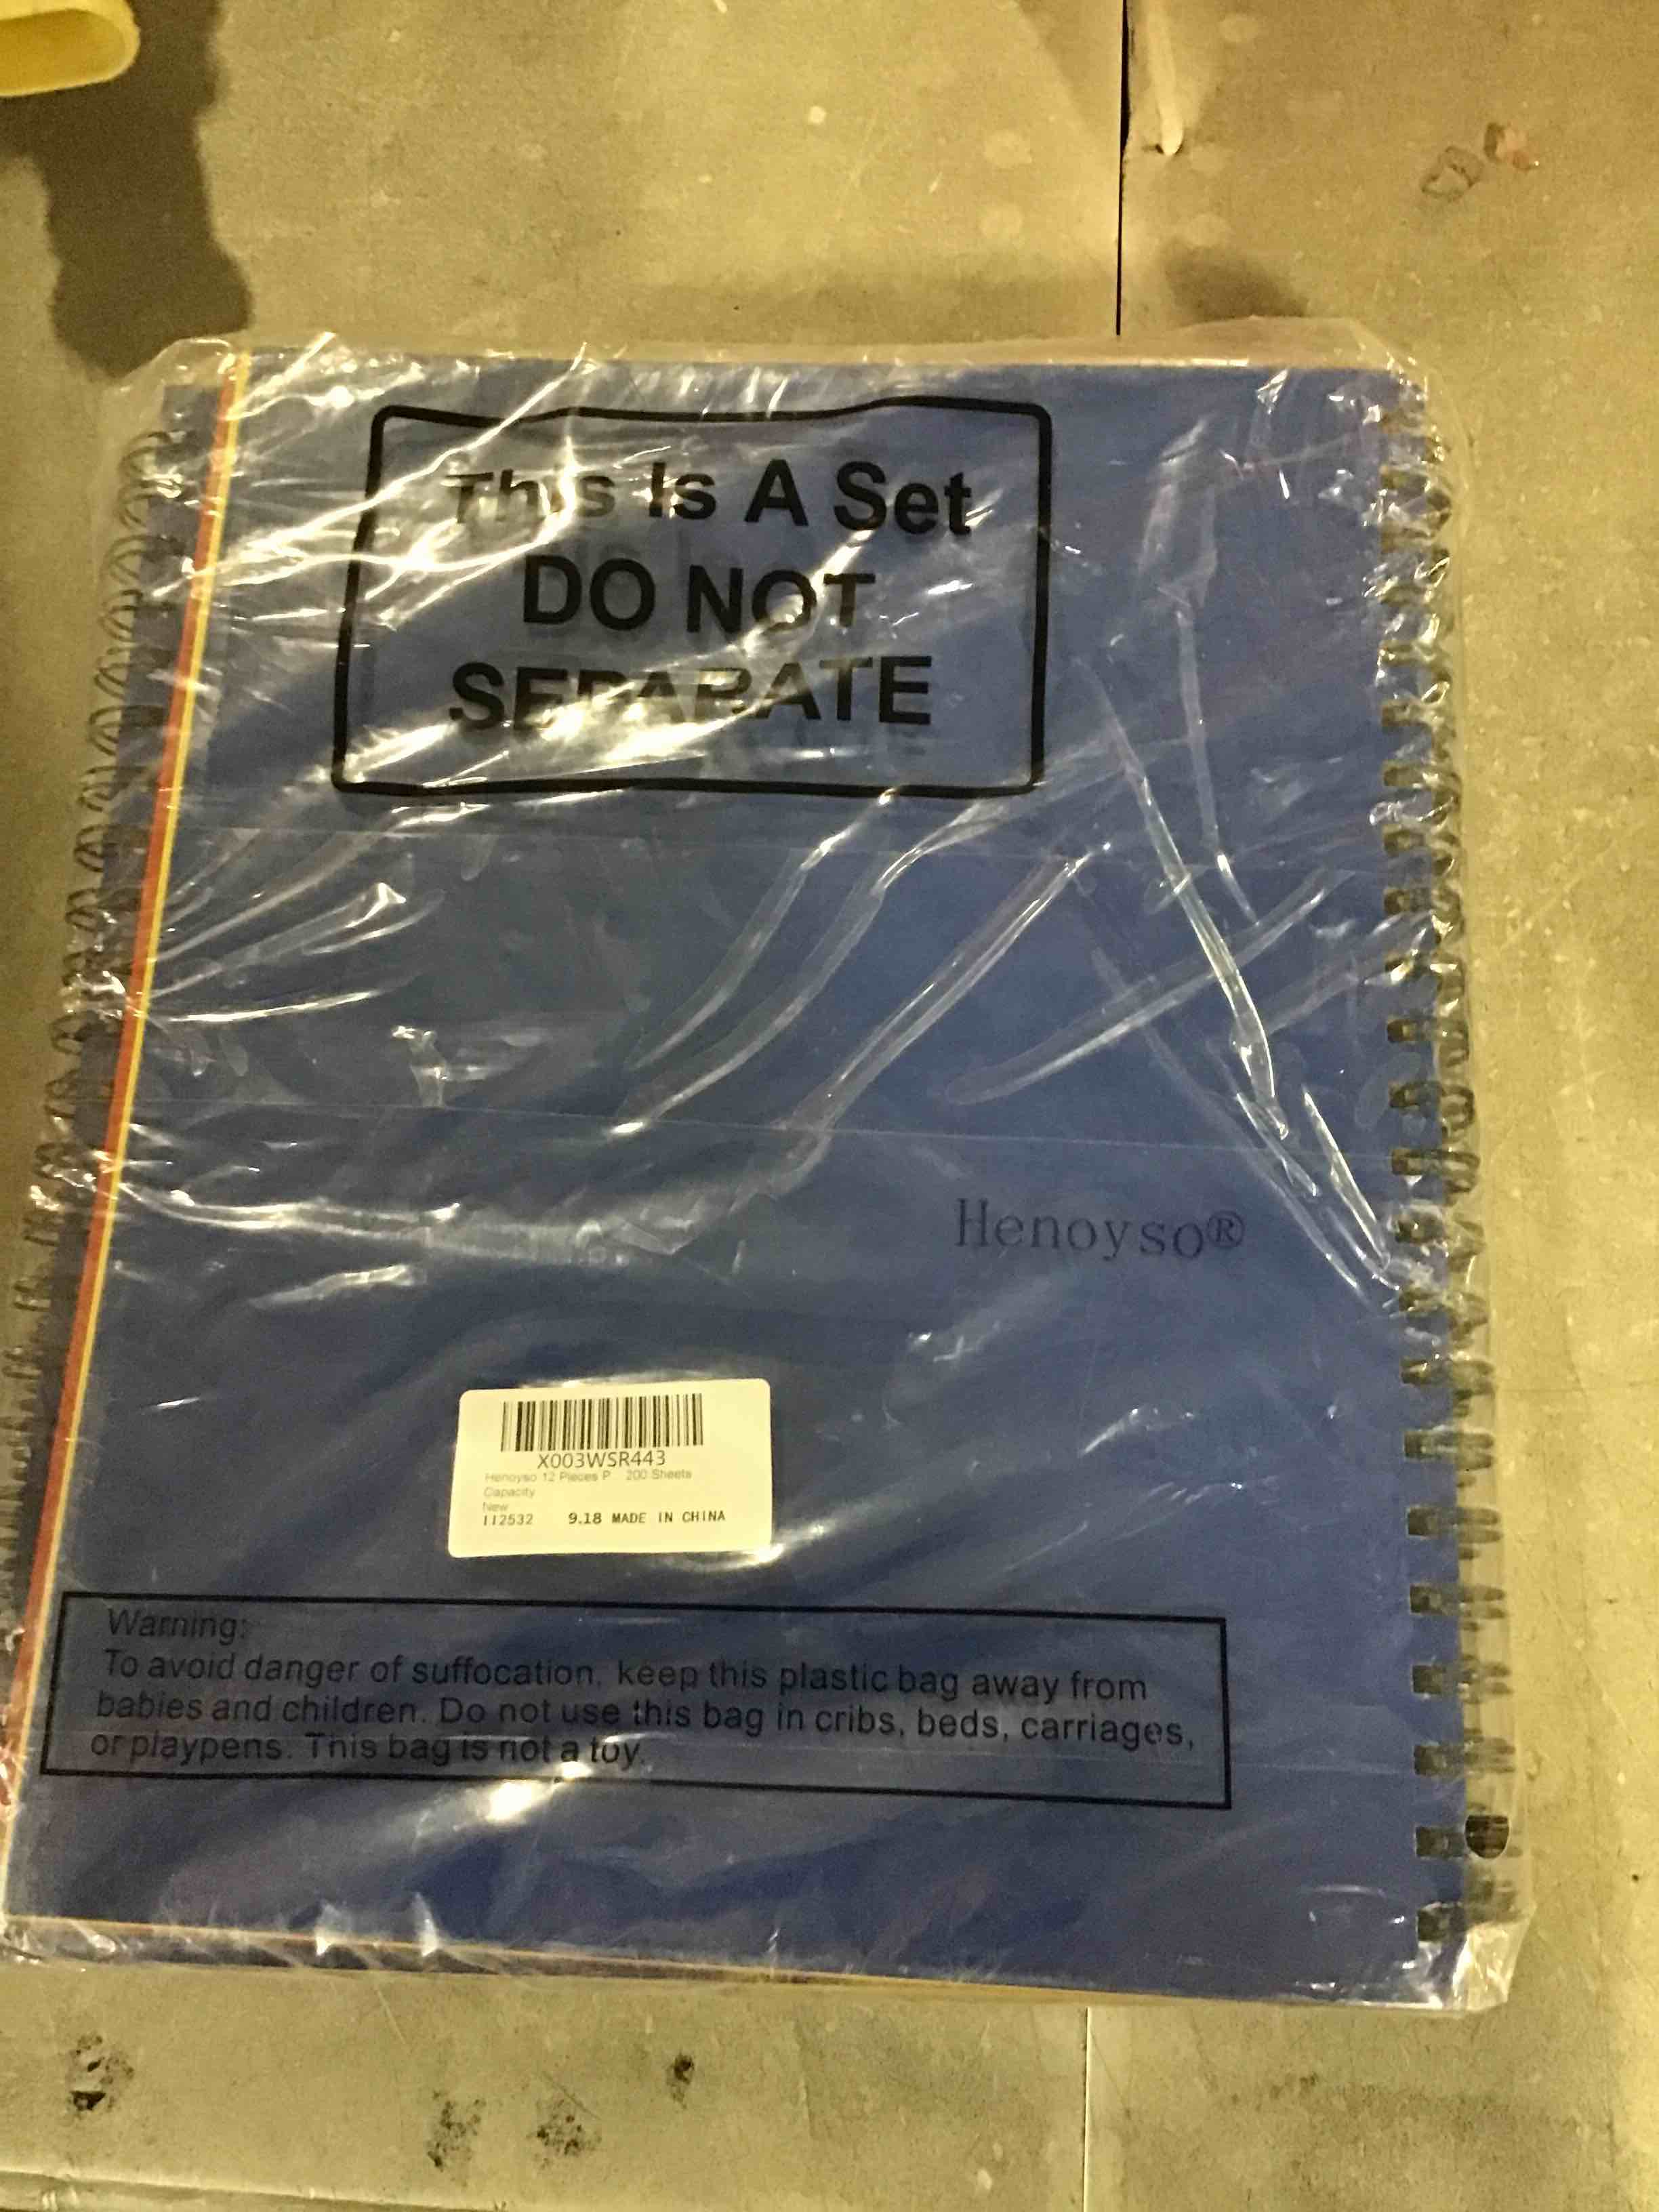 This Is A Set
DO NOT
SEPARATE
Henoyso®
X003WSR443
Henoyso 12 Pieces P 200 Sheets
Capacity
New
112532 9.18 MADE IN CHINA
Warning:
To avoid danger of suffocation, keep this plastic bag away from
babies and children. Do not use this bag in cribs, beds, carriages,
or playpens. This bag is not a toy.